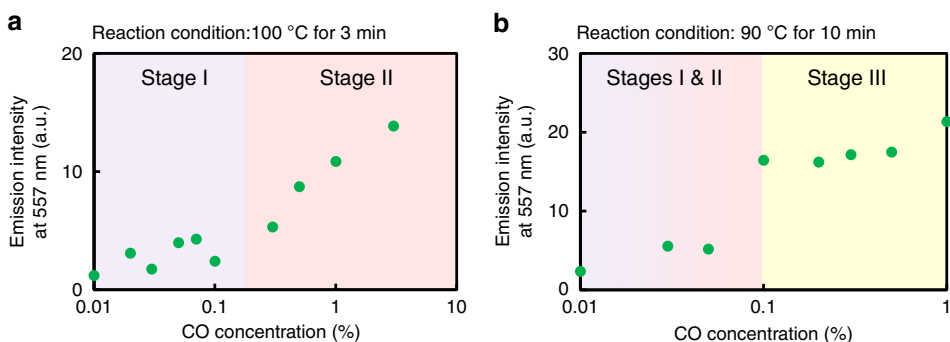 a
Reaction condition:100 °C for 3 min
20
10
0
Stage I
Stage II
Emission intensity
at 557 nm (a.u.)
0.01
0.1
1
10
CO concentration (%)
b
Reaction condition: 90 °C for 10 min
30
20
10
0
Stages I & II
Stage III
Emission intensity
at 557 nm (a.u.)
0.01
0.1
1
CO concentration (%)